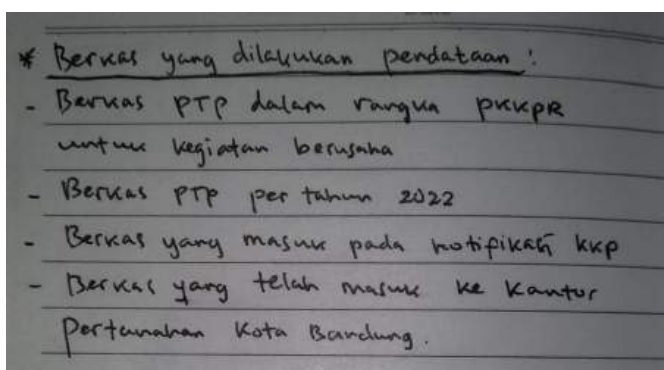 * Berkas yang dilakukan pendataan :
- Berkas PTP dalam rangka PKKPR
untuk kegiatan berusaha
- Berkas PTP per tahun 2022
- Berkas yang masuk pada notifikasi KKP
- Berkas yang telah masuk ke Kantor
Pertanahan Kota Bandung.